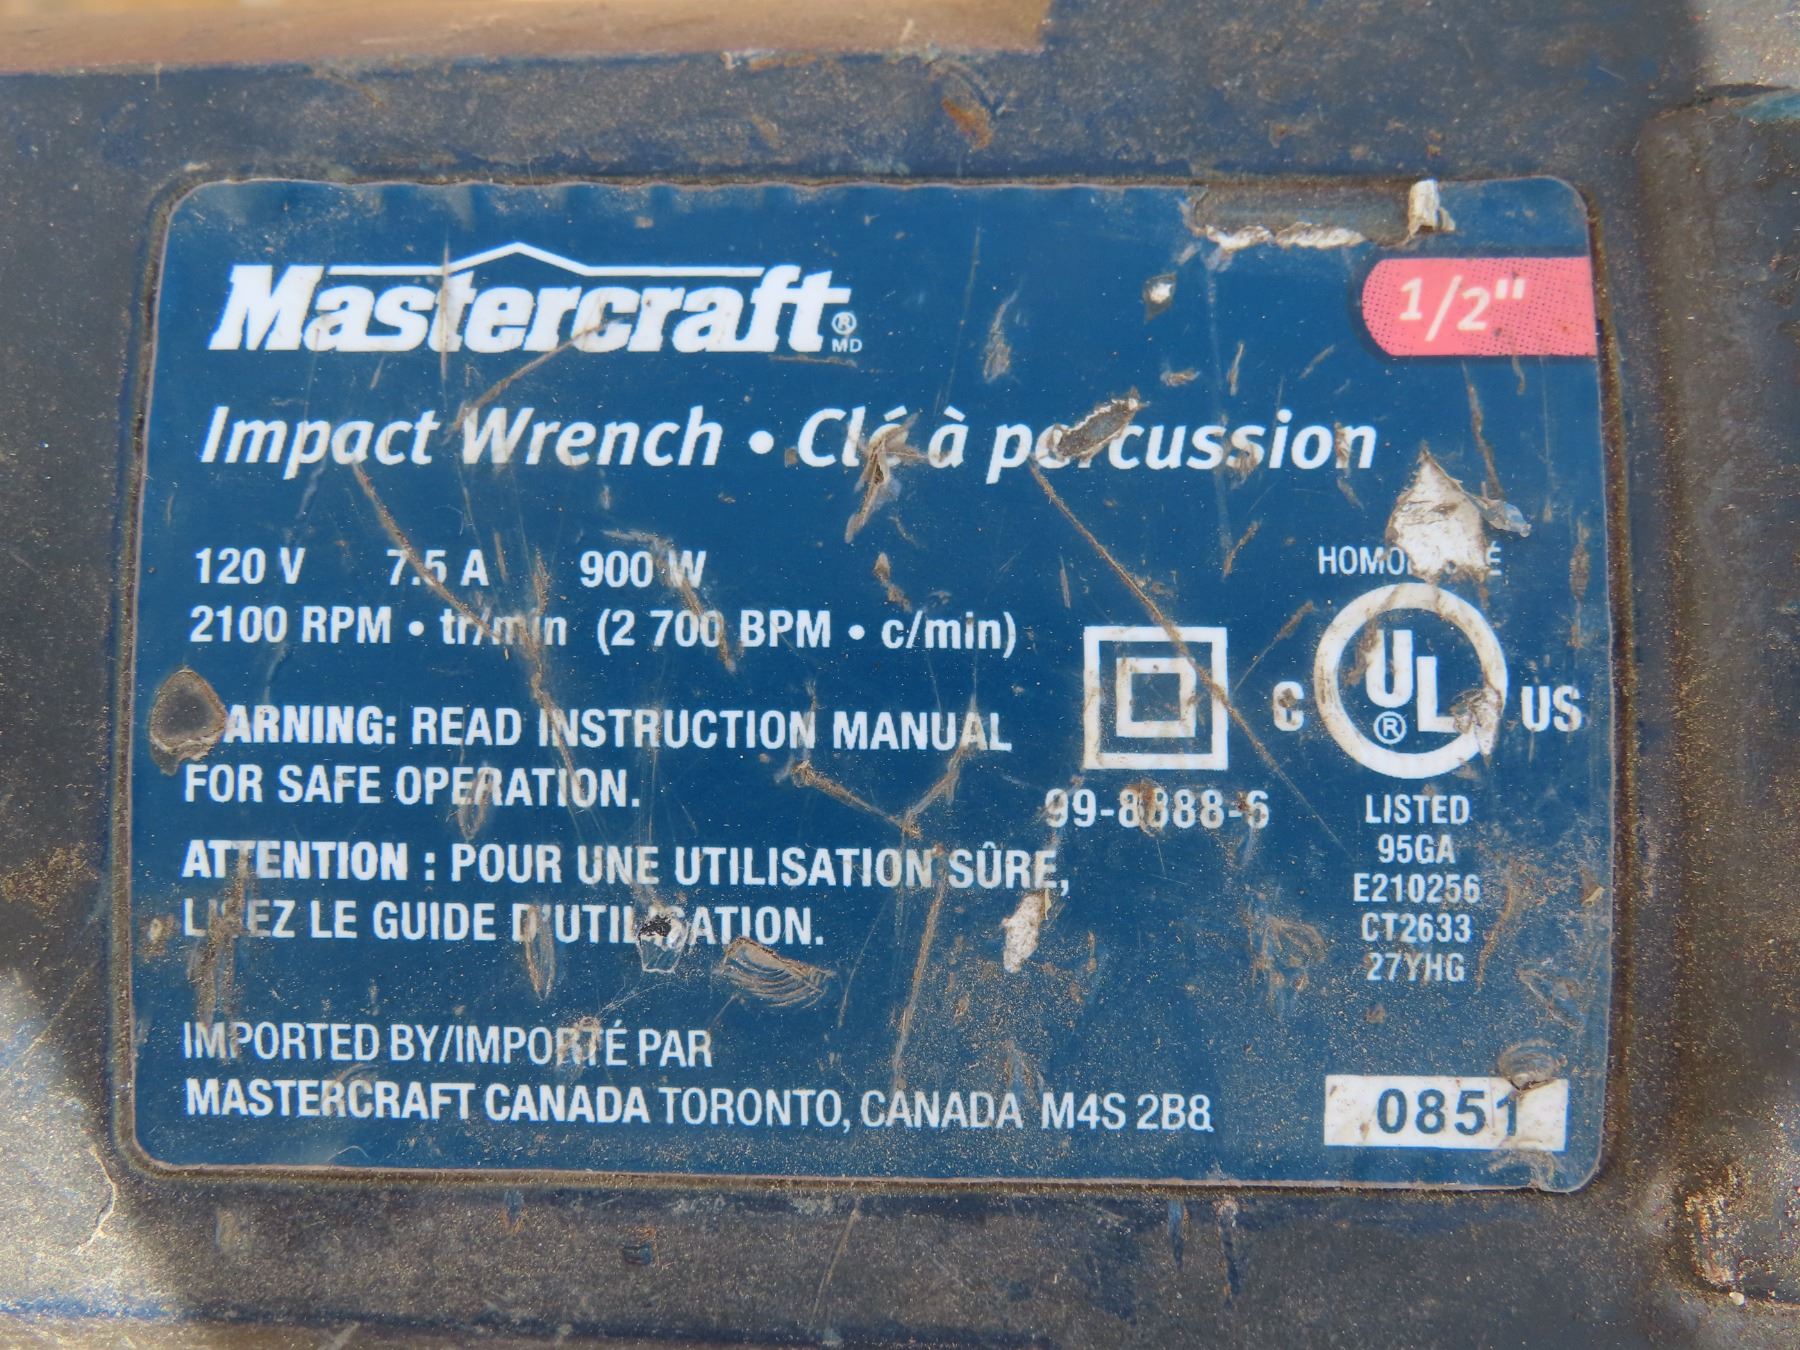 Mastercraft® MD
1/2"
Impact Wrench • Clé à percussion
120 V 7.5 A 900 W
2100 RPM • tr/min (2 700 BPM • c/min)
WARNING: READ INSTRUCTION MANUAL
FOR SAFE OPERATION.
ATTENTION : POUR UNE UTILISATION SÛRE,
LISEZ LE GUIDE D'UTILISATION.
99-8888-6
HOMOLOGUÉ
C UL® US
LISTED
95GA
E210256
CT2633
27YHG
IMPORTED BY/IMPORTÉ PAR
MASTERCRAFT CANADA TORONTO, CANADA M4S 2B8
0851